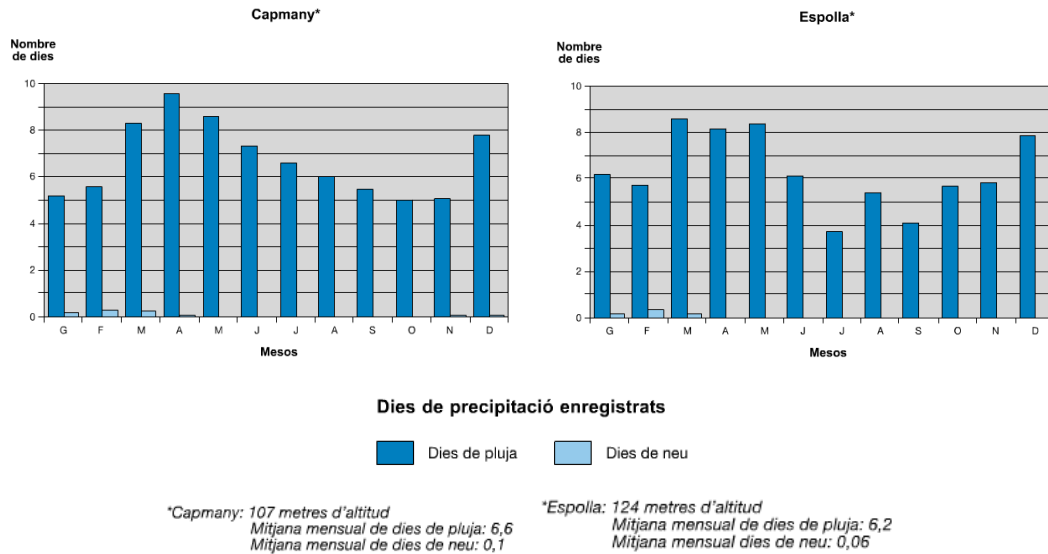 Capmany*
Nombre
de dies
10
8
6
4
2
0
G F M A M J J A S O N D
Mesos
Espolla*
Nombre
de dies
10
8
6
4
2
0
G F M A M J J A S O N D
Mesos
Dies de precipitació enregistrats
Dies de pluja
Dies de neu
*Capmany: 107 metres d'altitud
Mitjana mensual de dies de pluja: 6,6
Mitjana mensual de dies de neu: 0,1
*Espolla: 124 metres d'altitud
Mitjana mensual de dies de pluja: 6,2
Mitjana mensual de dies de neu: 0,06